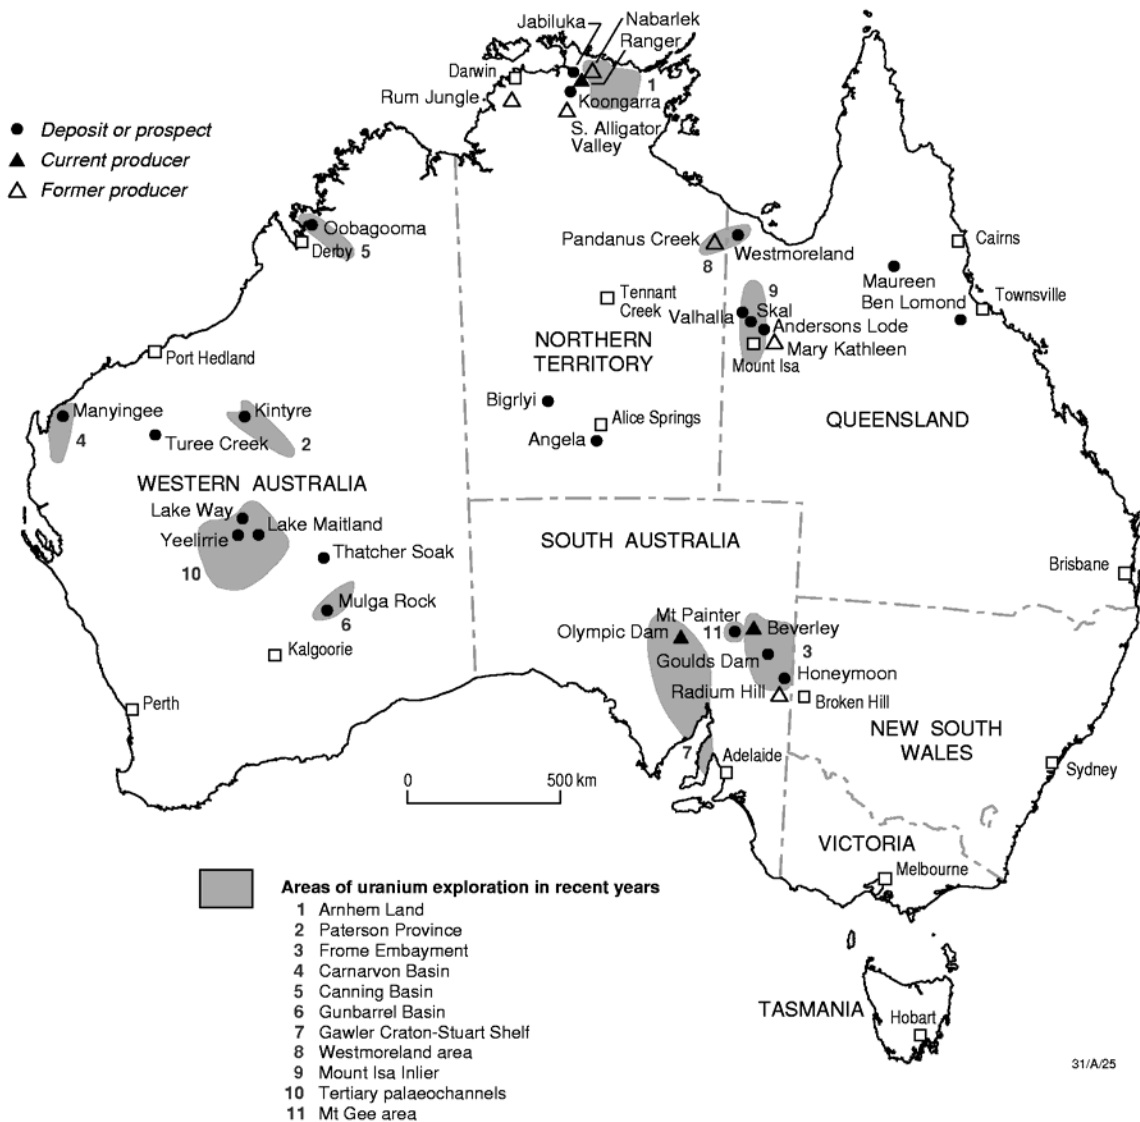 Jabiluka
Nabarlek
Ranger
Darwin
1
Rum Jungle
Koongarra
S. Alligator
Valley
Deposit or prospect
Current producer
Former producer
Oobagooma
Derby
5
Pandanus Creek
Westmoreland
8
Cairns
Maureen
Ben Lomond
Townsville
Tennant
Creek
9
Skal
Valhalla
Andersons Lode
Mary Kathleen
Mount Isa
NORTHERN
TERRITORY
Port Hedland
Manyingee
4
Kintyre
2
Turee Creek
Bigrlyi
Alice Springs
Angela
QUEENSLAND
WESTERN AUSTRALIA
Lake Way
Lake Maitland
Yeelirrie
10
Thatcher Soak
Mulga Rock
6
SOUTH AUSTRALIA
Brisbane
Mt Painter
Olympic Dam
11
Beverley
3
Goulds Dam
Honeymoon
Radium Hill
Broken Hill
Kalgoorie
Perth
NEW SOUTH
WALES
7
Adelaide
Sydney
0
500 km
VICTORIA
Melbourne
TASMANIA
Hobart
Areas of uranium exploration in recent years
1 Arnhem Land
2 Paterson Province
3 Frome Embayment
4 Carnarvon Basin
5 Canning Basin
6 Gunbarrel Basin
7 Gawler Craton-Stuart Shelf
8 Westmoreland area
9 Mount Isa Inlier
10 Tertiary palaeochannels
11 Mt Gee area
31/A/25